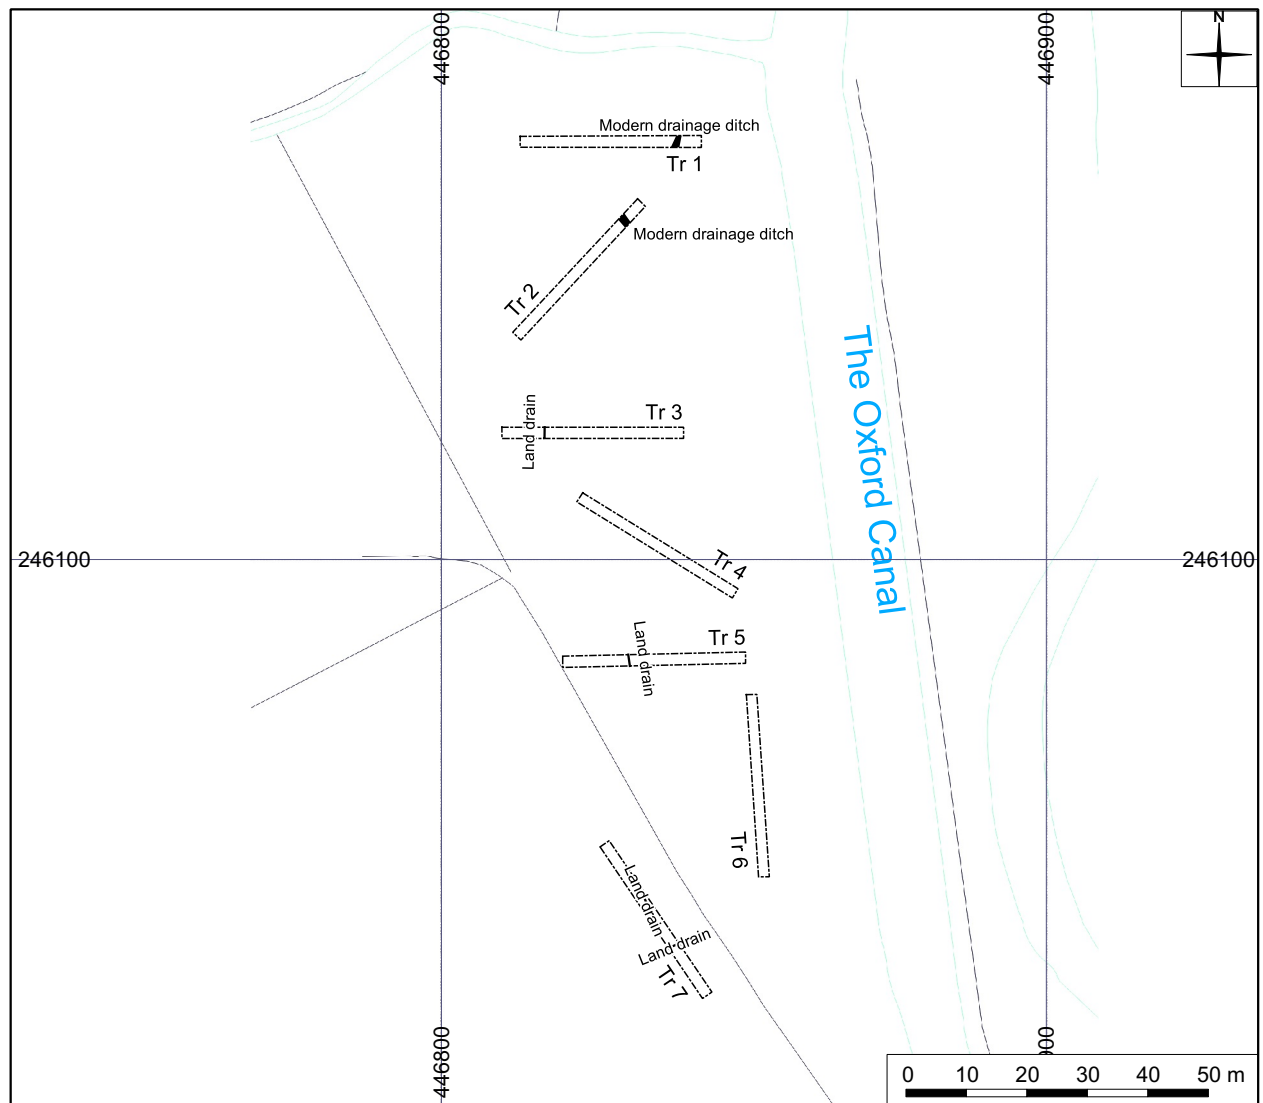 446800
446900
N
Modern drainage ditch
Tr 1
Modern drainage ditch
Tr 2
The Oxford Canal
Land drain
Tr 3
246100
246100
Tr 4
Land drain
Tr 5
Tr 6
Land drain
Land drain
Tr 7
446800
00
0 10 20 30 40 50 m